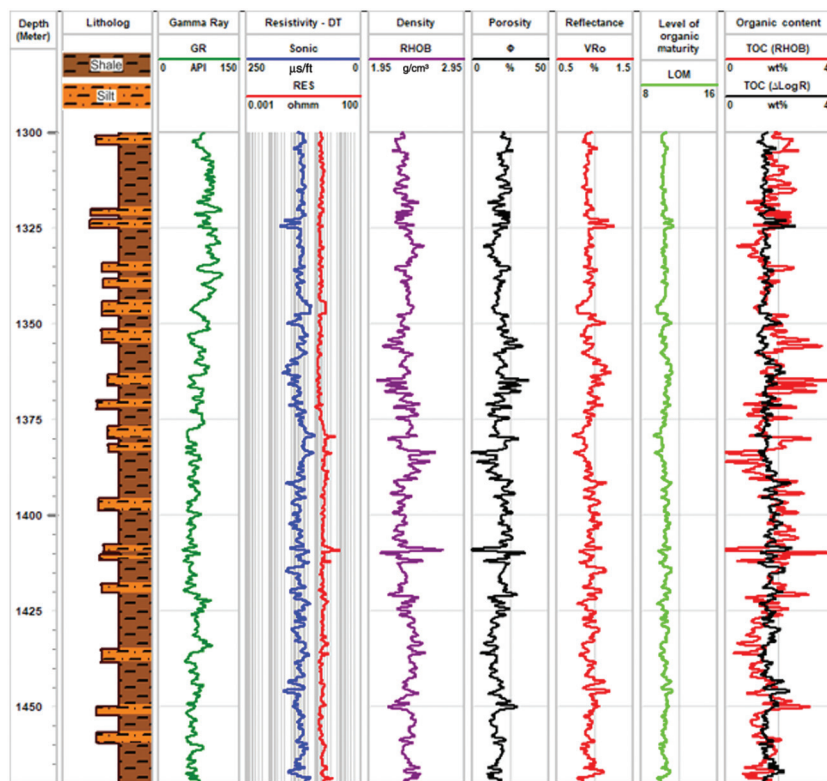 Depth (Meter)
Litholog
Gamma Ray
Resistivity - DT
Density
Porosity
Reflectance
Level of organic maturity
Organic content
Shale
Silt
GR
0 API 150
Sonic
250 µs/ft 0
RES
0.001 ohmm 100
RHOB
1.95 g/cm³ 2.95
Φ
0 % 50
VRo
0.5 % 1.5
LOM
8 16
TOC (RHOB)
0 wt% 4
TOC (ΔLogR)
0 wt% 4
1300
1325
1350
1375
1400
1425
1450